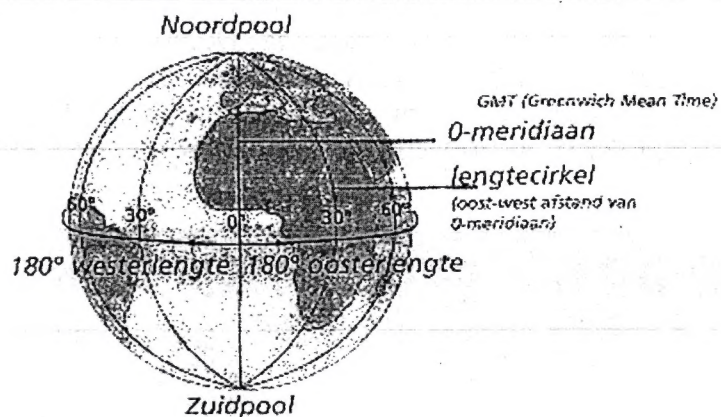 Noordpool
GMT (Greenwich Mean Time)
0-meridiaan
lengtecirkel
(oost-west afstand van
0-meridiaan)
60° 30° 0° 30° 60°
180° westerlengte 180° oosterlengte
Zuidpool